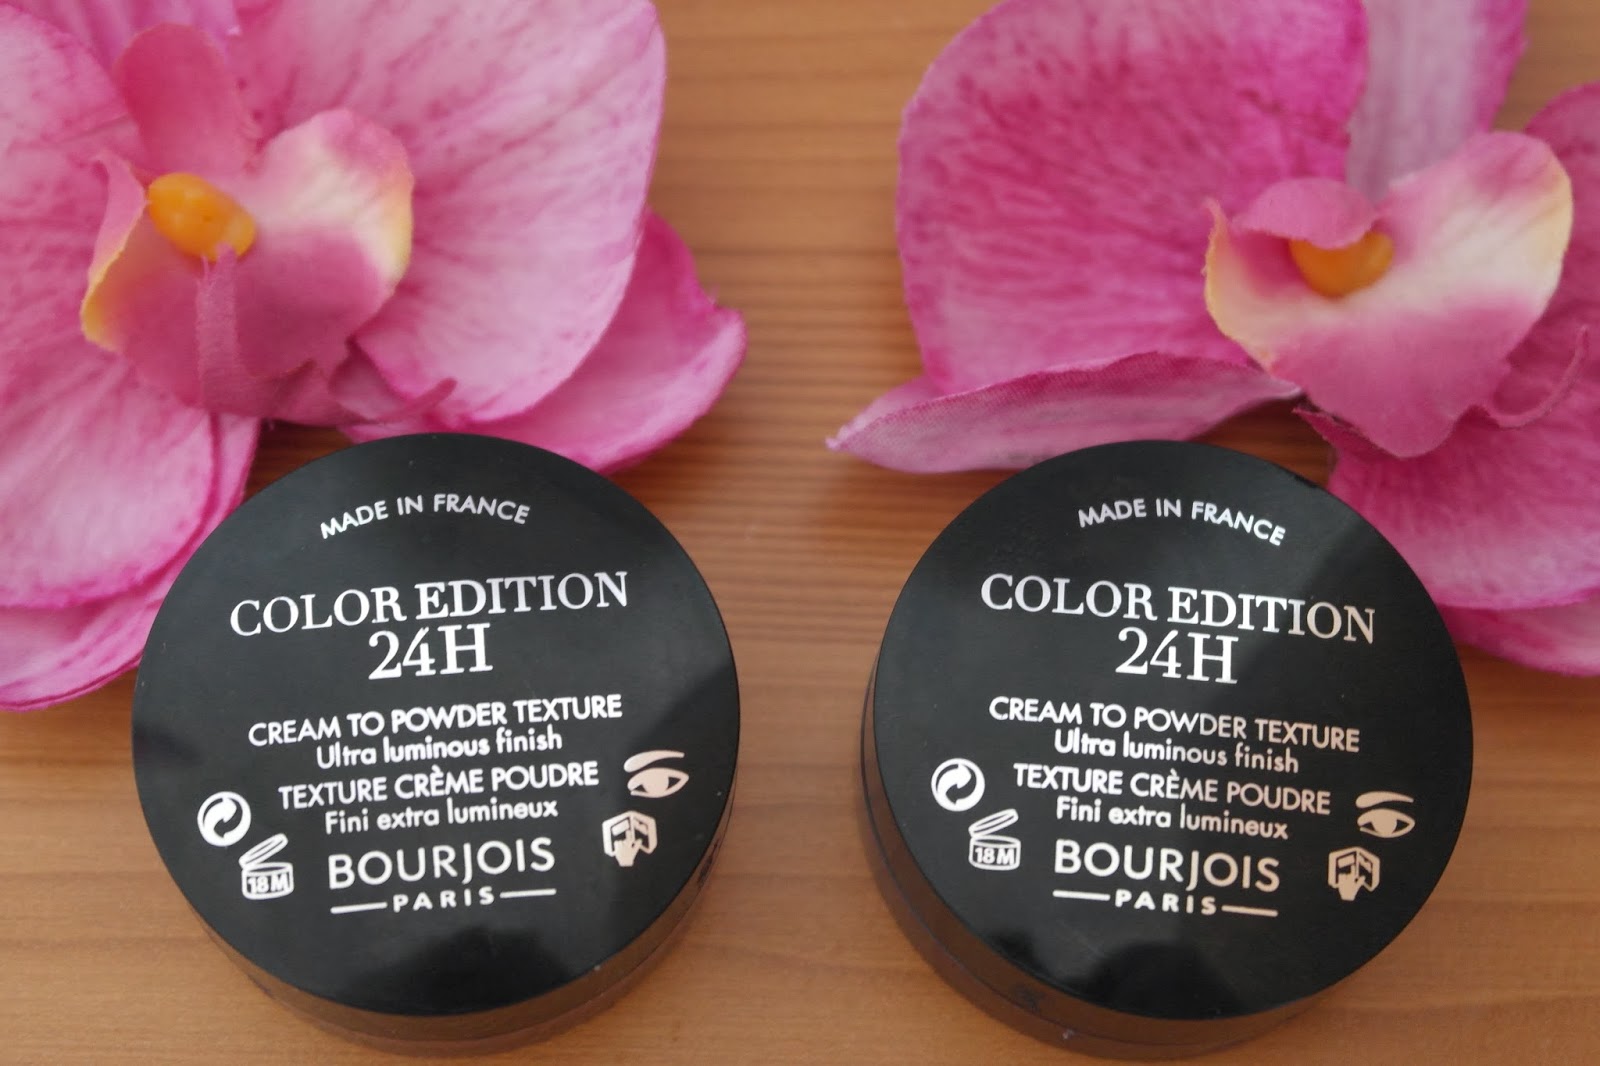 MADE IN FRANCE
COLOR EDITION
24H
CREAM TO POWDER TEXTURE
Ultra luminous finish
TEXTURE CRÈME POUDRE
Fini extra lumineux
18M
BOURJOIS
PARIS
MADE IN FRANCE
COLOR EDITION
24H
CREAM TO POWDER TEXTURE
Ultra luminous finish
TEXTURE CRÈME POUDRE
Fini extra lumineux
18M
BOURJOIS
PARIS